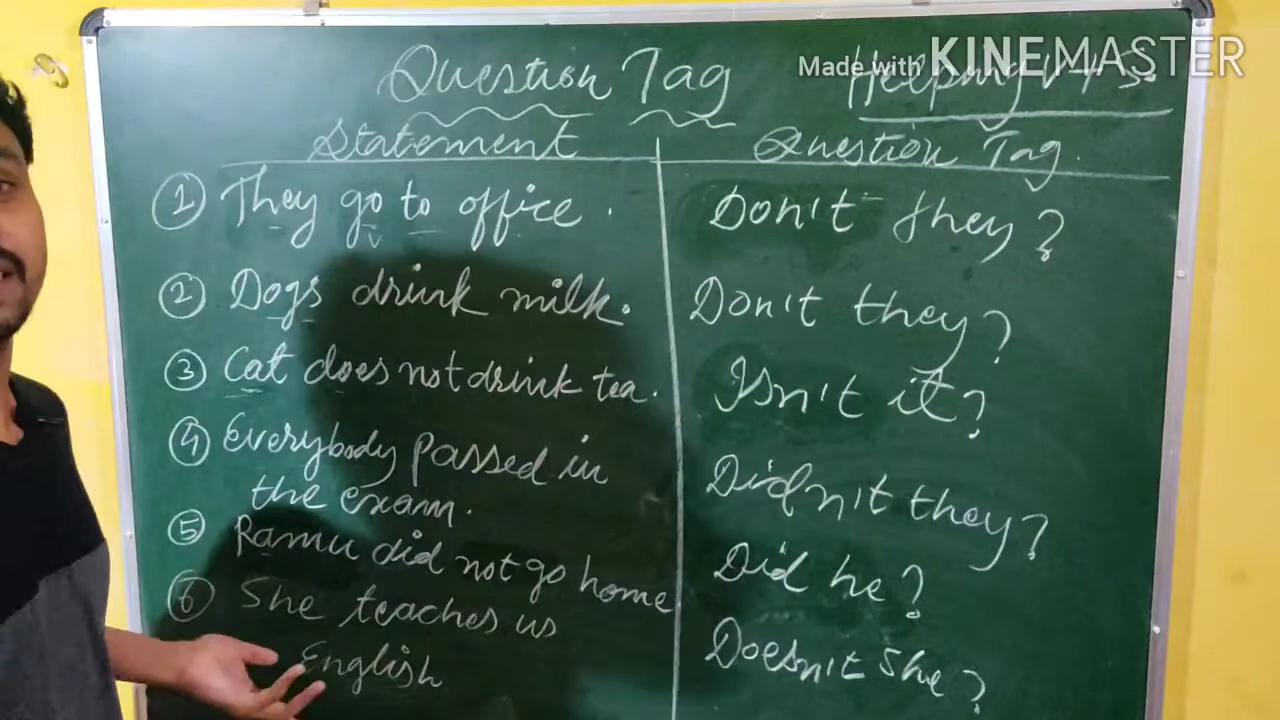 Question Tag
Made with KINEMASTER
Helping V
Statement
Question Tag.
① They go to office.
Don't they?
② Dogs drink milk.
Don't they?
③ Cat does not drink tea.
Isn't it?
④ Everybody passed in
the exam.
Didn't they?
⑤ Ramu did not go home
Did he?
⑥ She teaches us
English
Doesn't she?